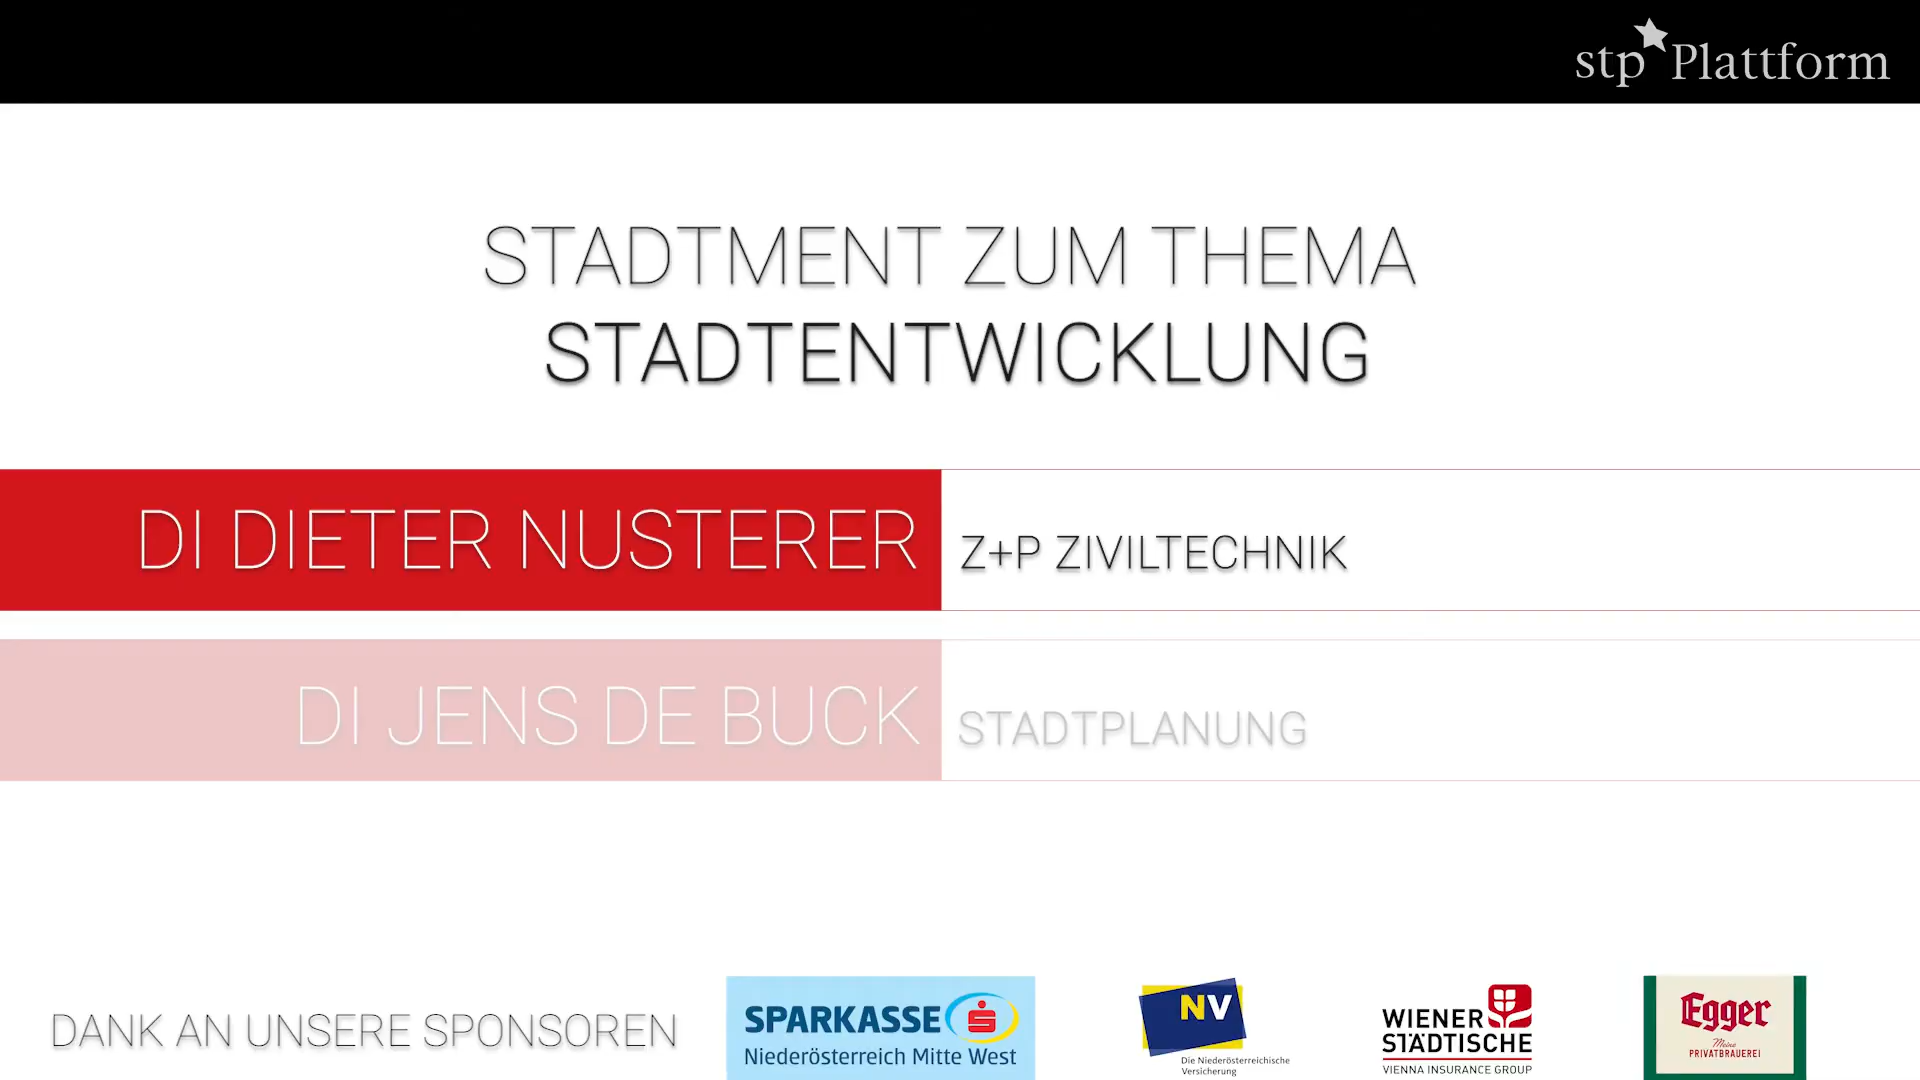 stp Plattform
STADTMENT ZUM THEMA
STADTENTWICKLUNG
DI DIETER NUSTERER
Z+P ZIVILTECHNIK
DI JENS DE BUCK
STADTPLANUNG
DANK AN UNSERE SPONSOREN
SPARKASSE
Niederösterreich Mitte West
NV
Die Niederösterreichische
Versicherung
WIENER
STÄDTISCHE
VIENNA INSURANCE GROUP
Egger
Meine
PRIVATBRAUEREI